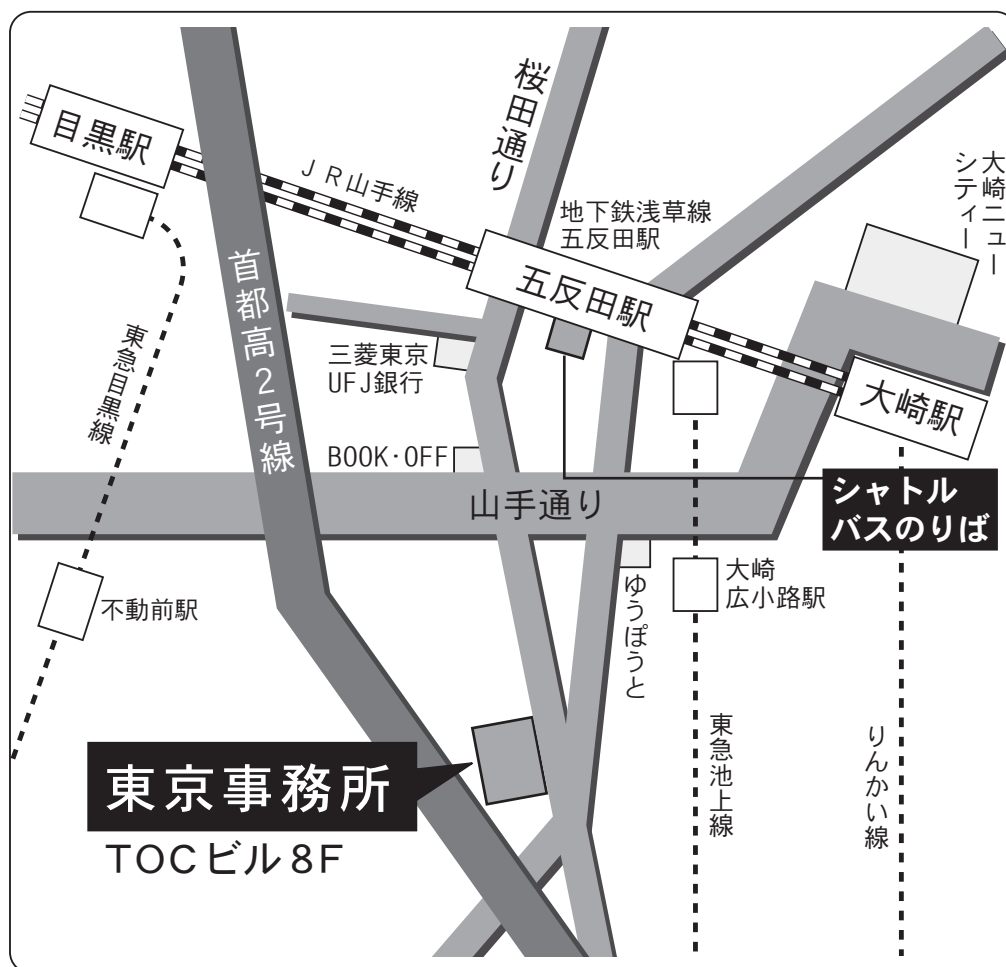 桜田通り
目黒駅
JR山手線
大崎ニュー
シティー
地下鉄浅草線
五反田駅
五反田駅
首都高2号線
東急目黒線
三菱東京
UFJ銀行
大崎駅
BOOK・OFF
山手通り
シャトル
バスのりば
不動前駅
大崎
広小路駅
ゆうぽうと
東急池上線
りんかい線
東京事務所
TOCビル8F